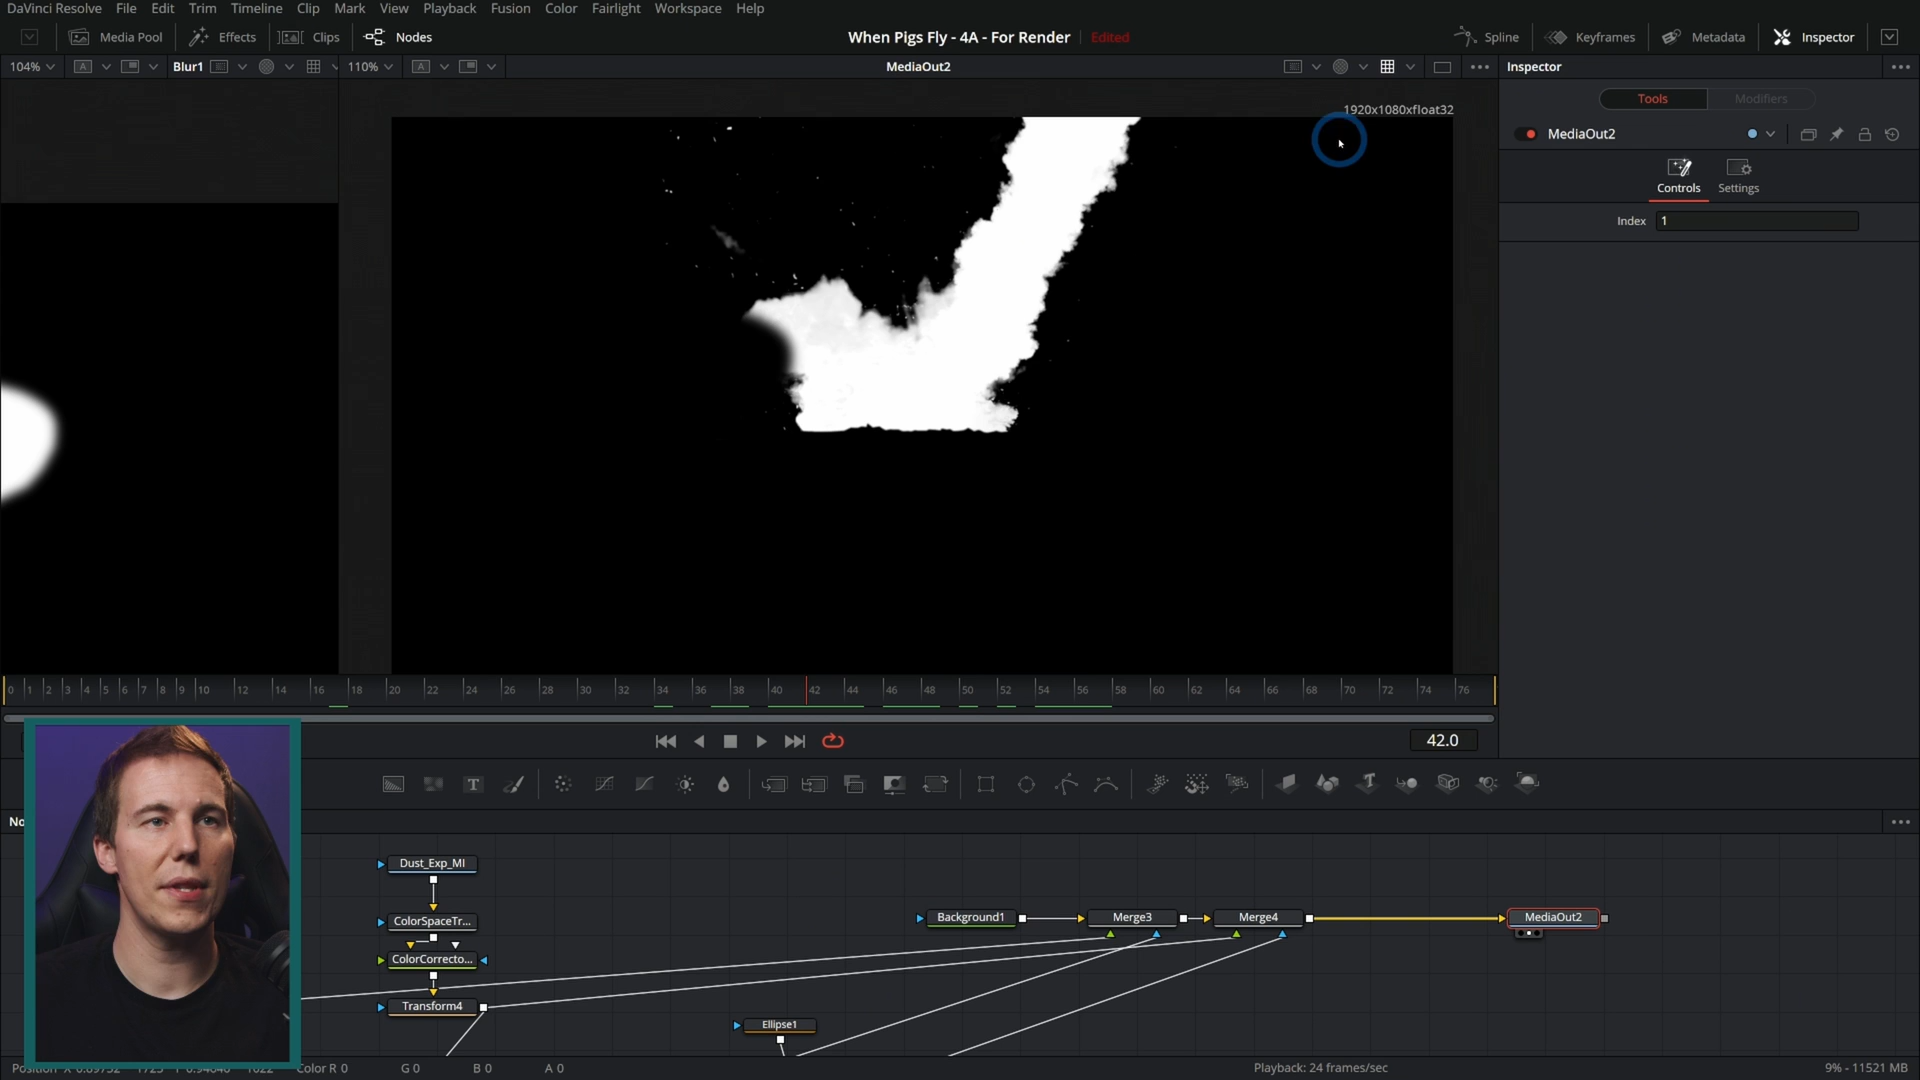 DaVinci Resolve File Edit Trim Timeline Clip Mark View Playback Fusion Color Fairlight Workspace Help
Media Pool Effects Clips Nodes When Pigs Fly - 4A - For Render Edited Spline Keyframes Metadata Inspector
104% A Blur1 110% A MediaOut2 Inspector
1920x1080xfloat32
Tools Modifiers
MediaOut2
Controls Settings
Index 1
0 1 2 3 4 5 6 7 8 9 10 12 14 16 18 20 22 24 26 28 30 32 34 36 38 40 42 44 46 48 50 52 54 56 58 60 62 64 66 68 70 72 74 76
42.0
T
No
Dust_Exp_MI
Background1 Merge3 Merge4 MediaOut2
ColorSpaceTr...
ColorCorrecto...
Transform4
Ellipse1
Color R 0 G 0 B 0 A 0 Playback: 24 frames/sec 9% - 11521 MB